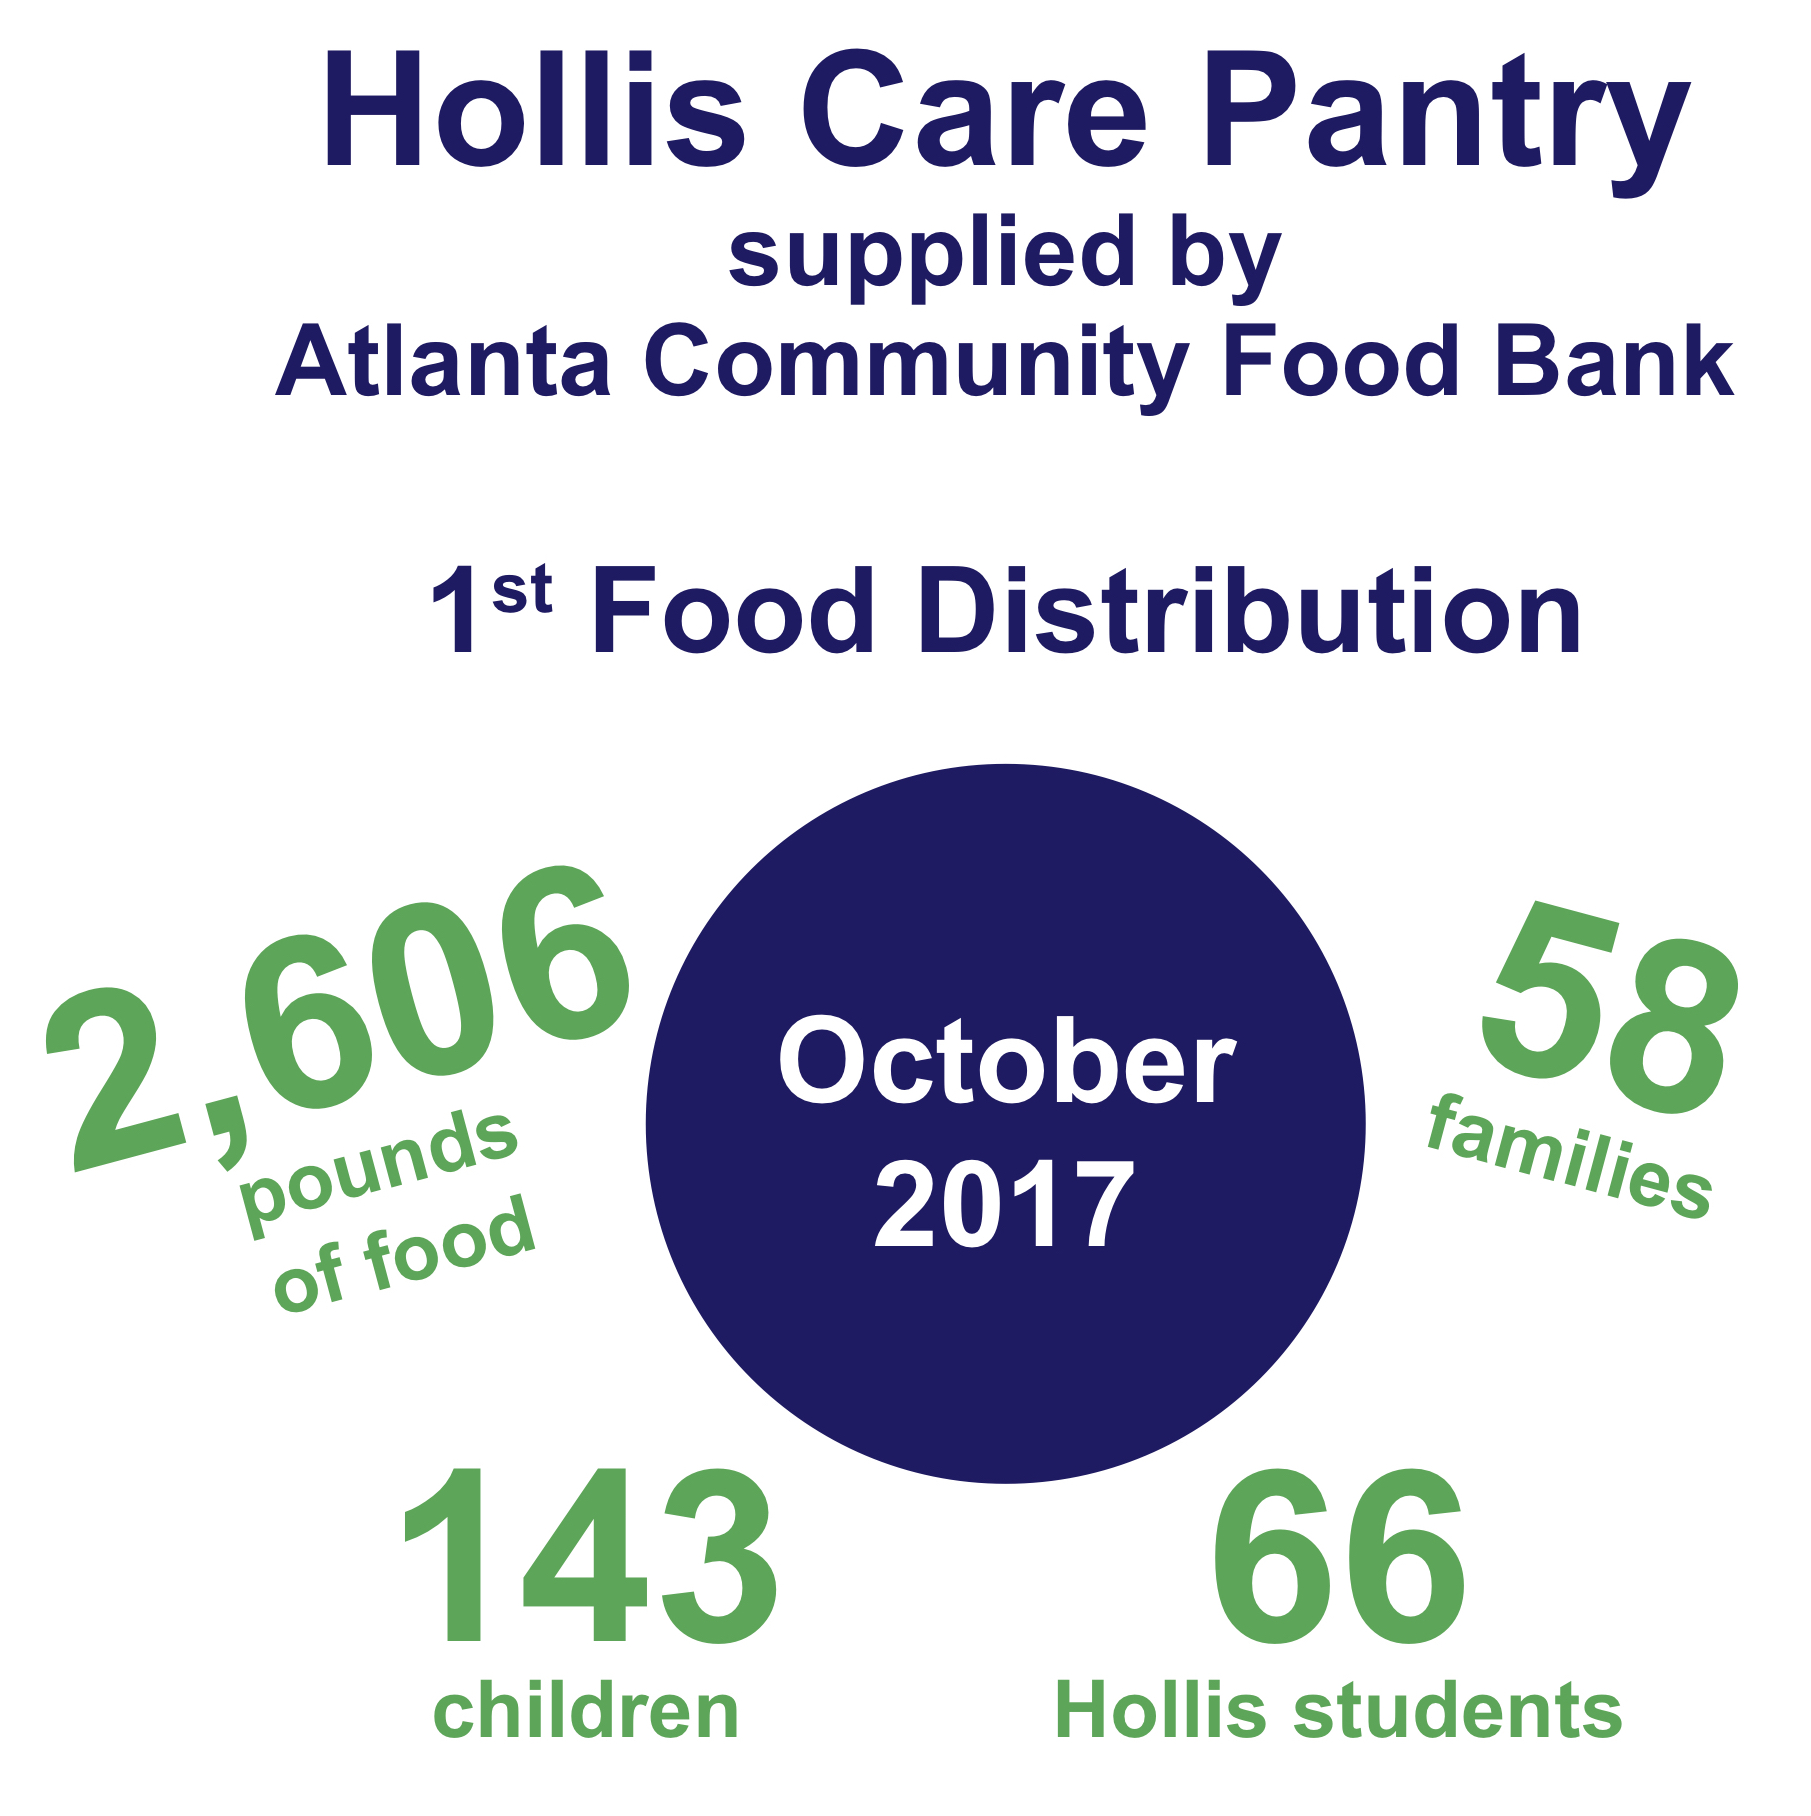 Hollis Care Pantry
supplied by
Atlanta Community Food Bank
1st Food Distribution
2,606
pounds
of food
October
2017
58
families
143
children
66
Hollis students